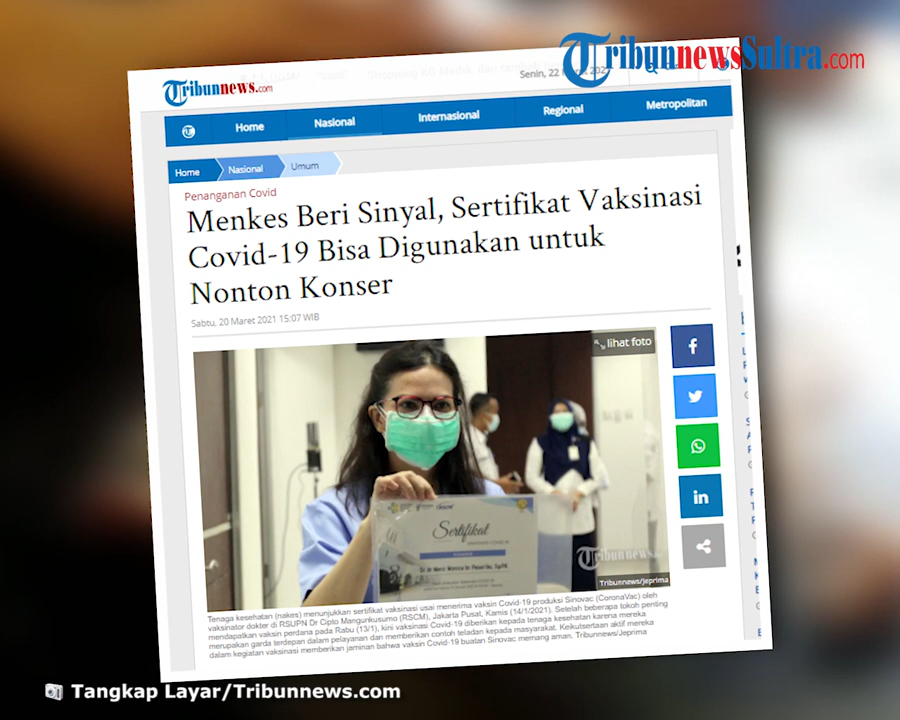 TribunnewsSultra.com
Tribunnews.com
Senin, 22
Home
Nasional
Internasional
Regional
Metropolitan
Home
Nasional
Umum
Penanganan Covid
Menkes Beri Sinyal, Sertifikat Vaksinasi
Covid-19 Bisa Digunakan untuk
Nonton Konser
Sabtu, 20 Maret 2021 15:07 WIB
lihat foto
Sertifikat
Tribunnews.com
Tribunnews/Jeprima
Tenaga kesehatan (nakes) menunjukkan sertifikat vaksinasi usai menerima vaksin Covid-19 produksi Sinovac (CoronaVac) oleh
vaksinator dokter di RSUPN Dr Cipto Mangunkusumo (RSCM), Jakarta Pusat, Kamis (14/1/2021). Setelah beberapa tokoh penting
mendapatkan vaksin perdana pada Rabu (13/1), kini vaksinasi Covid-19 diberikan kepada tenaga kesehatan karena mereka
merupakan garda terdepan dalam pelayanan dan memberikan contoh teladan kepada masyarakat. Keikutsertaan aktif mereka
dalam kegiatan vaksinasi memberikan jaminan bahwa vaksin Covid-19 buatan Sinovac memang aman. Tribunnews/Jeprima
Tangkap Layar/Tribunnews.com